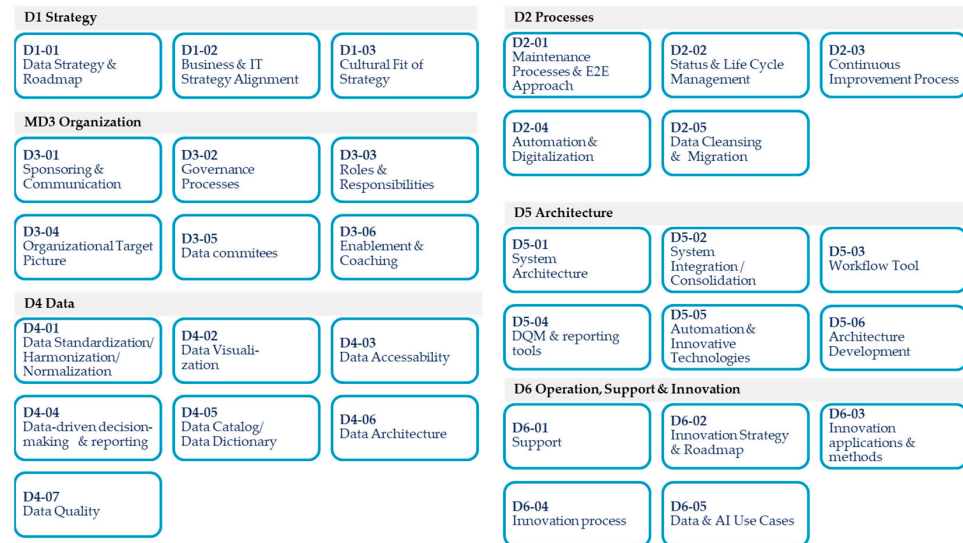 D1 Strategy
D1-01
Data Strategy &
Roadmap
D1-02
Business & IT
Strategy Alignment
D1-03
Cultural Fit of
Strategy
MD3 Organization
D3-01
Sponsoring &
Communication
D3-02
Governance
Processes
D3-03
Roles &
Responsibilities
D3-04
Organizational Target
Picture
D3-05
Data commitees
D3-06
Enablement &
Coaching
D4 Data
D4-01
Data Standardization/
Harmonization/
Normalization
D4-02
Data Visuali-
zation
D4-03
Data Accessability
D4-04
Data-driven decision-
making & reporting
D4-05
Data Catalog/
Data Dictionary
D4-06
Data Architecture
D4-07
Data Quality
D2 Processes
D2-01
Maintenance
Processes & E2E
Approach
D2-02
Status & Life Cycle
Management
D2-03
Continuous
Improvement Process
D2-04
Automation &
Digitalization
D2-05
Data Cleansing
& Migration
D5 Architecture
D5-01
System
Architecture
D5-02
System
Integration/
Consolidation
D5-03
Workflow Tool
D5-04
DQM & reporting
tools
D5-05
Automation &
Innovative
Technologies
D5-06
Architecture
Development
D6 Operation, Support & Innovation
D6-01
Support
D6-02
Innovation Strategy
& Roadmap
D6-03
Innovation
applications &
methods
D6-04
Innovation process
D6-05
Data & AI Use Cases